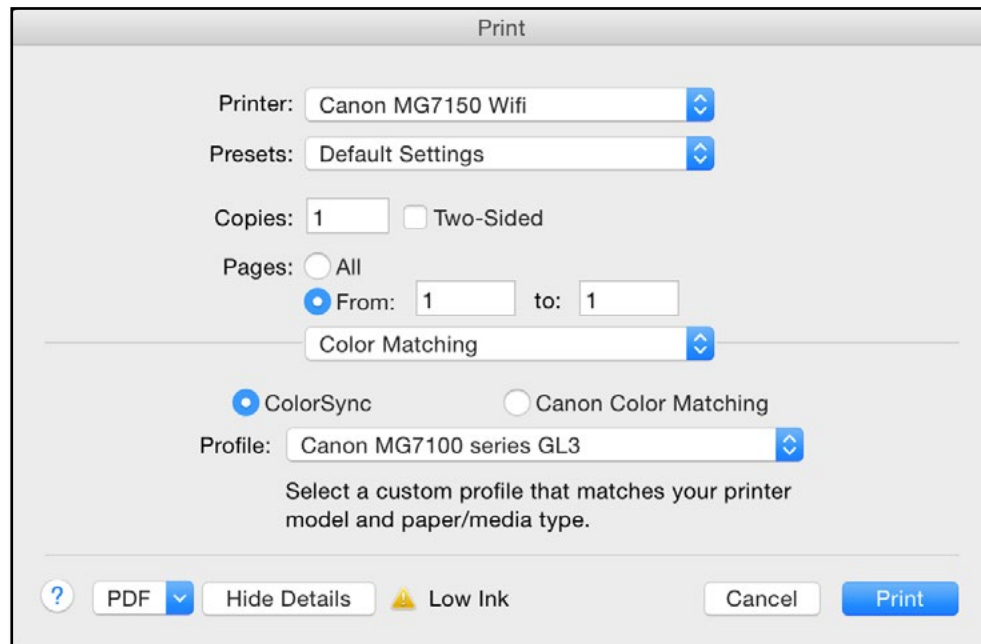 Print
Printer: Canon MG7150 Wifi
Presets: Default Settings
Copies: 1 Two-Sided
Pages: All
From: 1 to: 1
Color Matching
ColorSync Canon Color Matching
Profile: Canon MG7100 series GL3
Select a custom profile that matches your printer
model and paper/media type.
? PDF Hide Details Low Ink Cancel Print